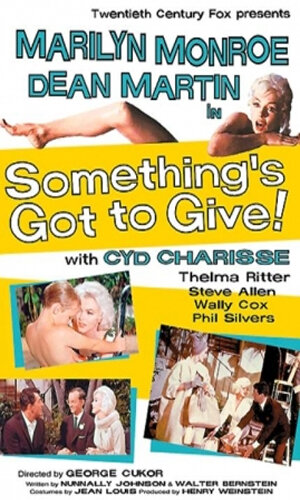 Twentieth Century Fox presents
MARILYN MONROE
DEAN MARTIN
IN
Something's
Got to Give!
with CYD CHARISSE
Thelma Ritter
Steve Allen
Wally Cox
Phil Silvers
Directed by GEORGE CUKOR
Written by NUNNALLY JOHNSON & WALTER BERNSTEIN
Costumes by JEAN LOUIS Produced by HENRY WEINSTEIN